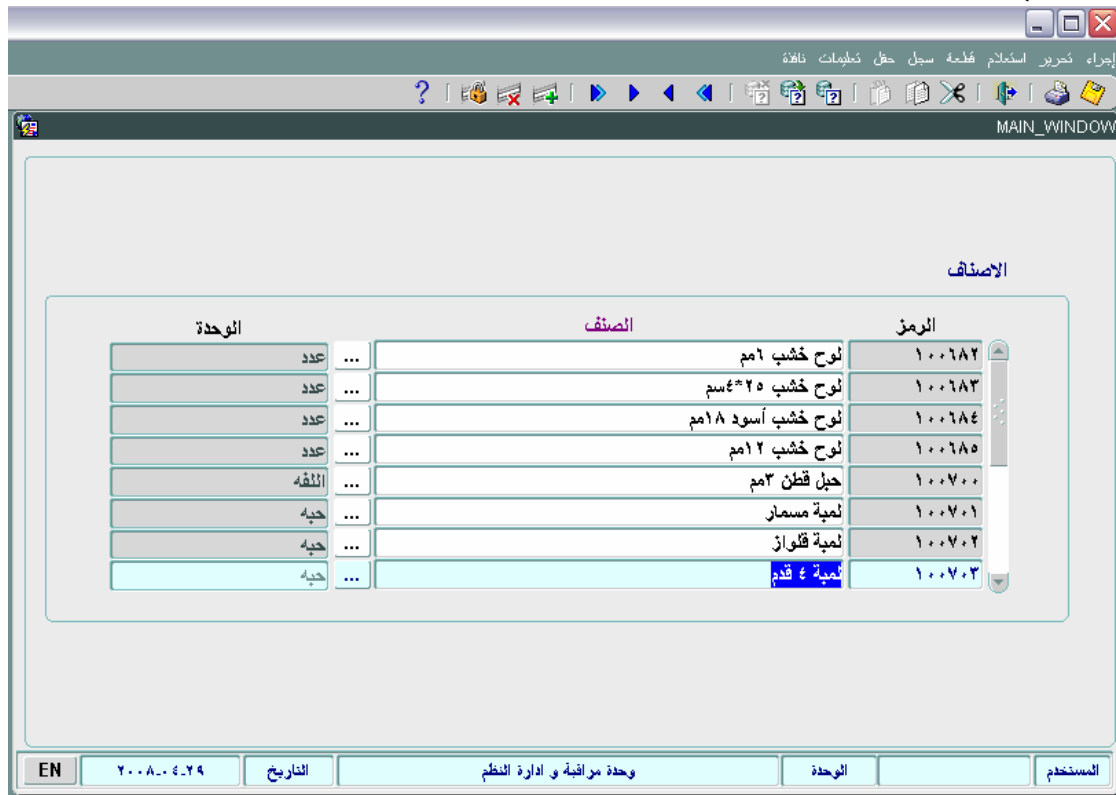 إجراء تحرير استعلام قطعة سجل حقل تعليمات نافذة
?
MAIN_WINDOW
الاصناف
الرمز الصنف الوحدة
١٠٠٦٨٢ لوح خشب ٦مم ... عدد
١٠٠٦٨٣ لوح خشب ٢٥*٤سم ... عدد
١٠٠٦٨٤ لوح خشب أسود ١٨مم ... عدد
١٠٠٦٨٥ لوح خشب ١٢مم ... عدد
١٠٠٧٠٠ حبل قطن ٣مم ... اللفه
١٠٠٧٠١ لمبة مسمار ... حبه
١٠٠٧٠٢ لمبة قلواز ... حبه
١٠٠٧٠٣ لمبة ٤ قدم ... حبه
المستخدم الوحدة وحدة مراقبة و ادارة النظم التاريخ ٢٩-٠٤-٢٠٠٨ EN